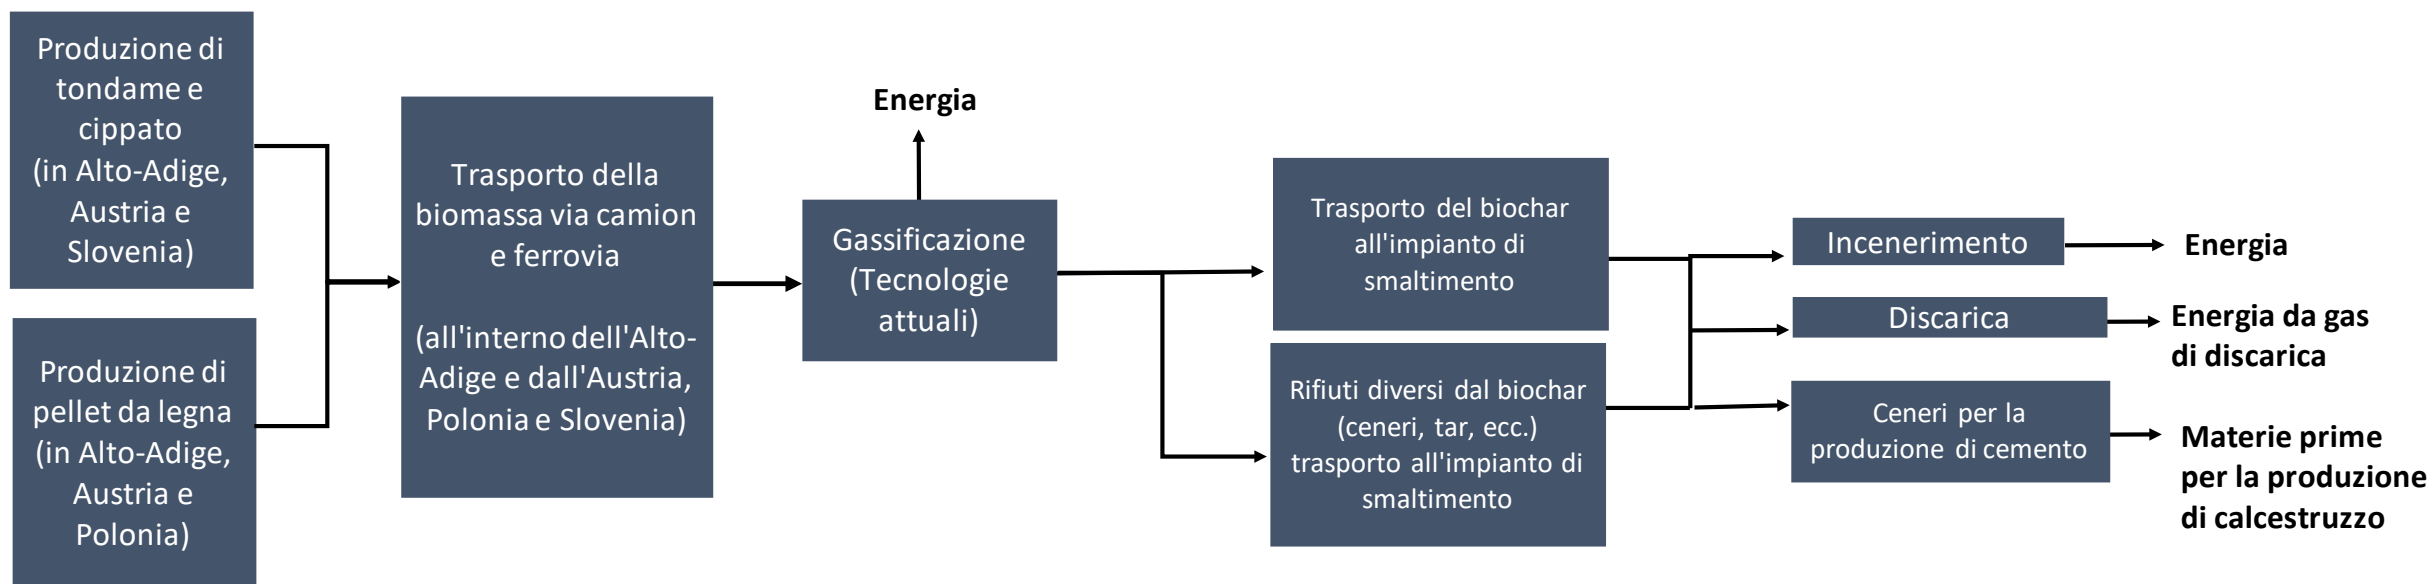 Produzione di
tondame e
cippato
(in Alto-Adige,
Austria e
Slovenia)
Produzione di
pellet da legna
(in Alto-Adige,
Austria e
Polonia)
Trasporto della
biomassa via camion
e ferrovia
(all'interno dell'Alto-
Adige e dall'Austria,
Polonia e Slovenia)
Energia
Gassificazione
(Tecnologie
attuali)
Trasporto del biochar
all'impianto di
smaltimento
Rifiuti diversi dal biochar
(ceneri, tar, ecc.)
trasporto all'impianto di
smaltimento
Incenerimento
Energia
Discarica
Energia da gas
di discarica
Ceneri per la
produzione di cemento
Materie prime
per la produzione
di calcestruzzo